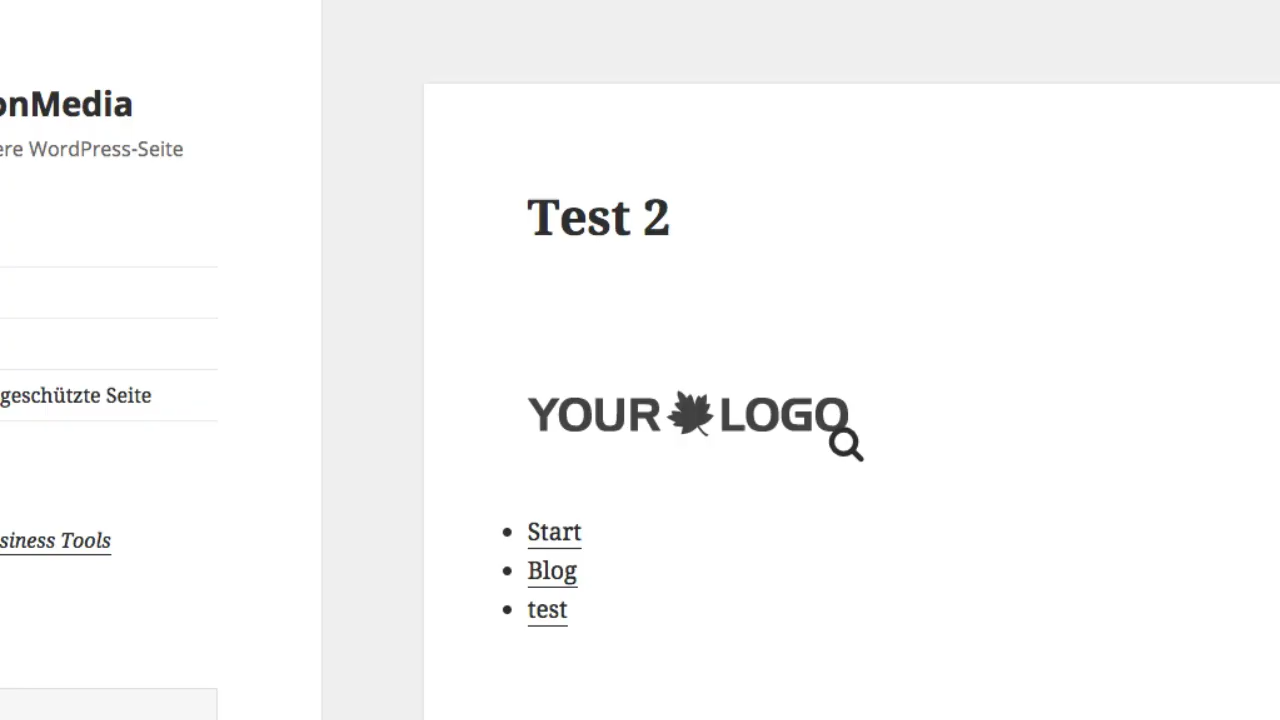 onMedia
ere WordPress-Seite
geschützte Seite
siness Tools
Test 2
YOUR LOGO
Start
Blog
test